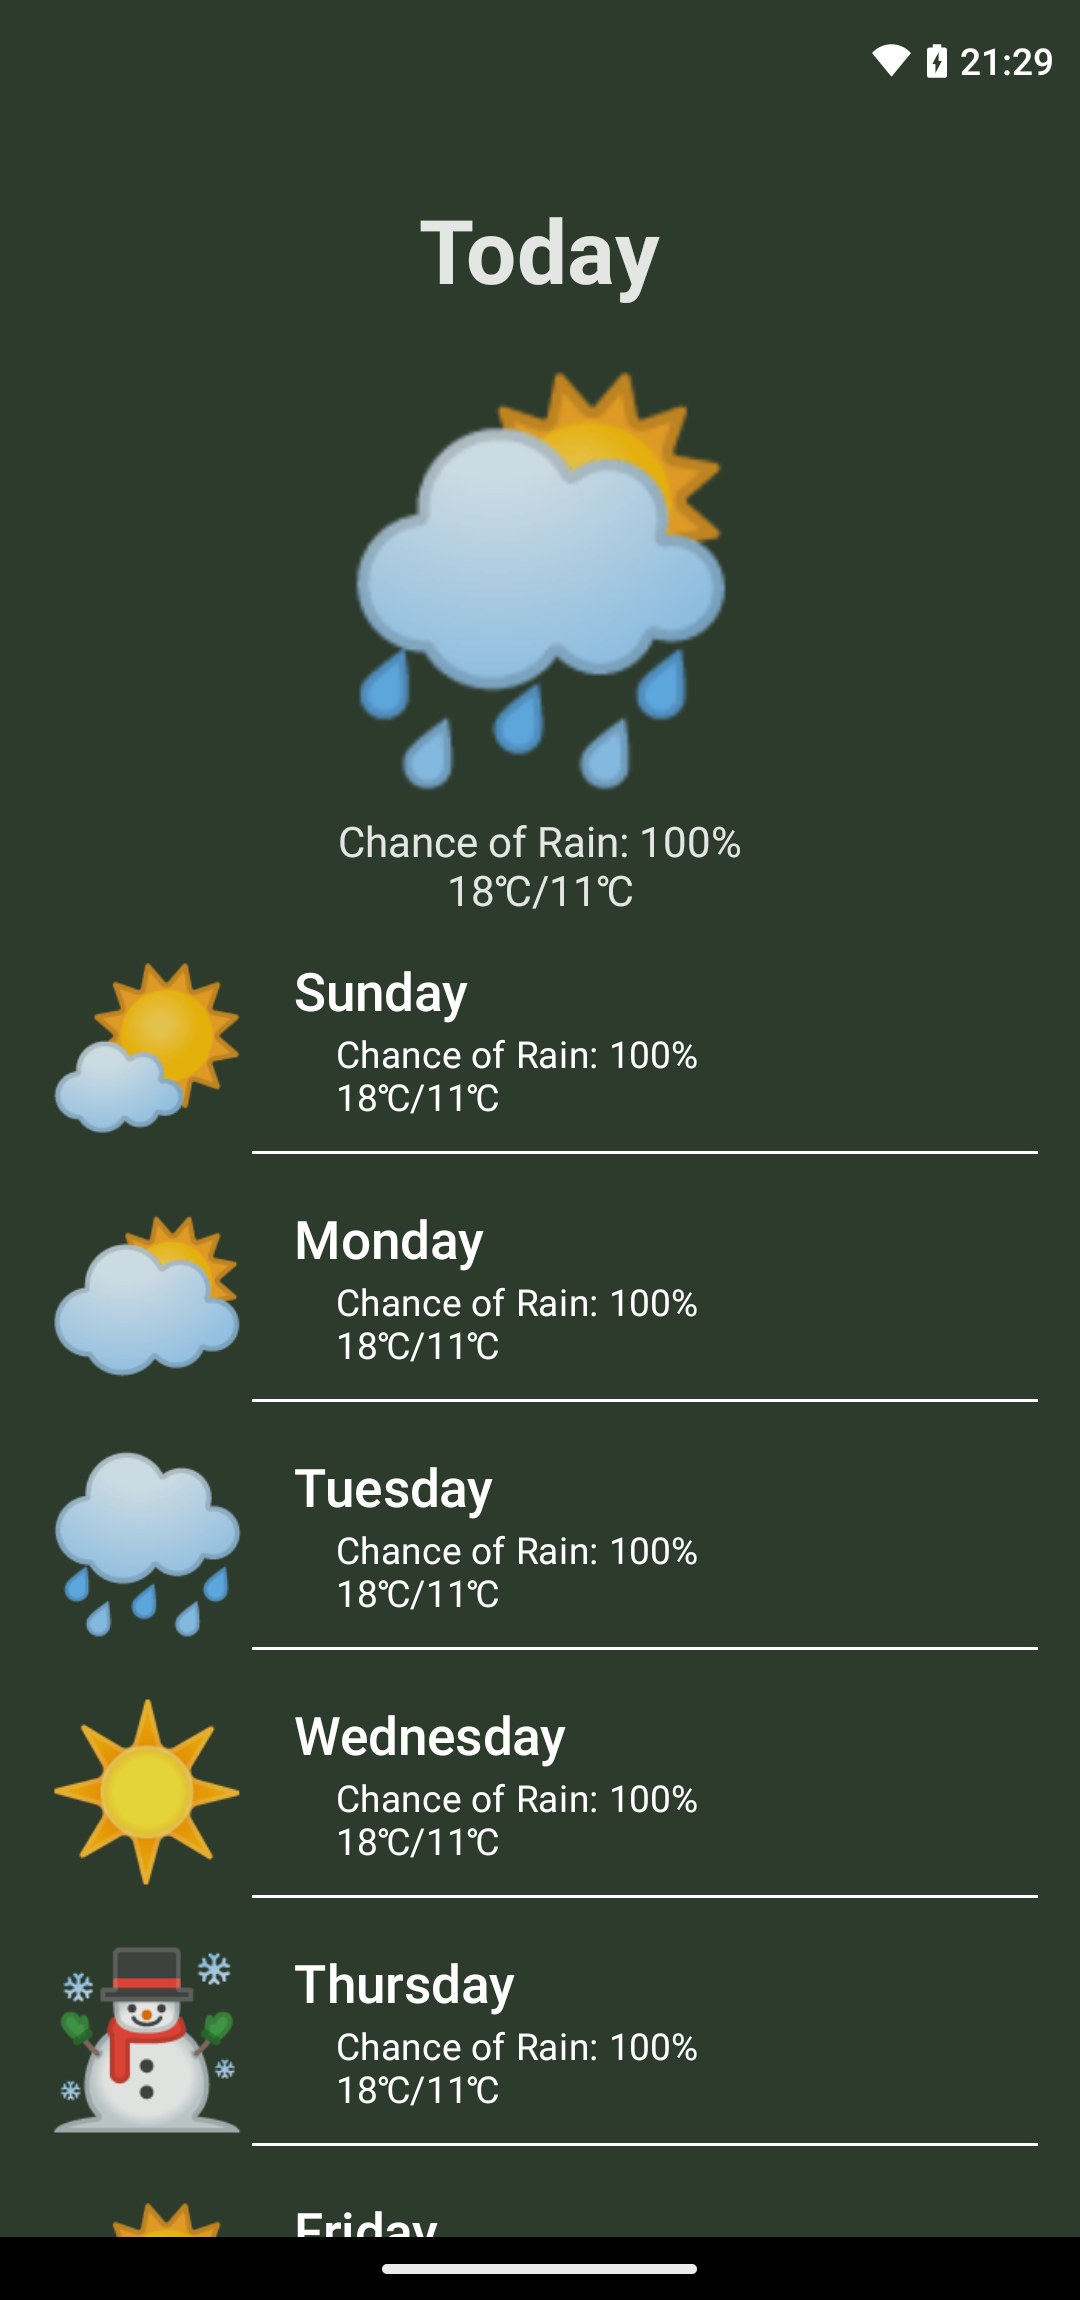 21:29
Today
Chance of Rain: 100%
18℃/11℃
Sunday
Chance of Rain: 100%
18℃/11℃
Monday
Chance of Rain: 100%
18℃/11℃
Tuesday
Chance of Rain: 100%
18℃/11℃
Wednesday
Chance of Rain: 100%
18℃/11℃
Thursday
Chance of Rain: 100%
18℃/11℃
Friday